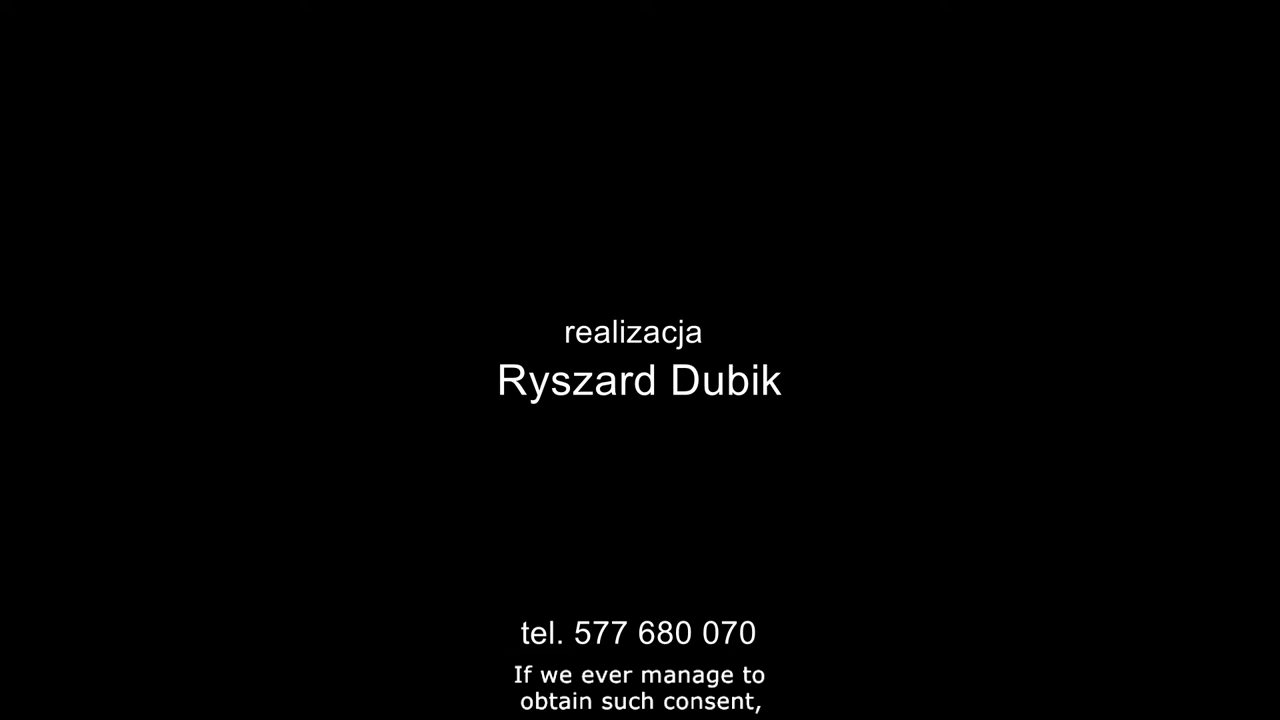 realizacja
Ryszard Dubik
tel. 577 680 070
If we ever manage to
obtain such consent,